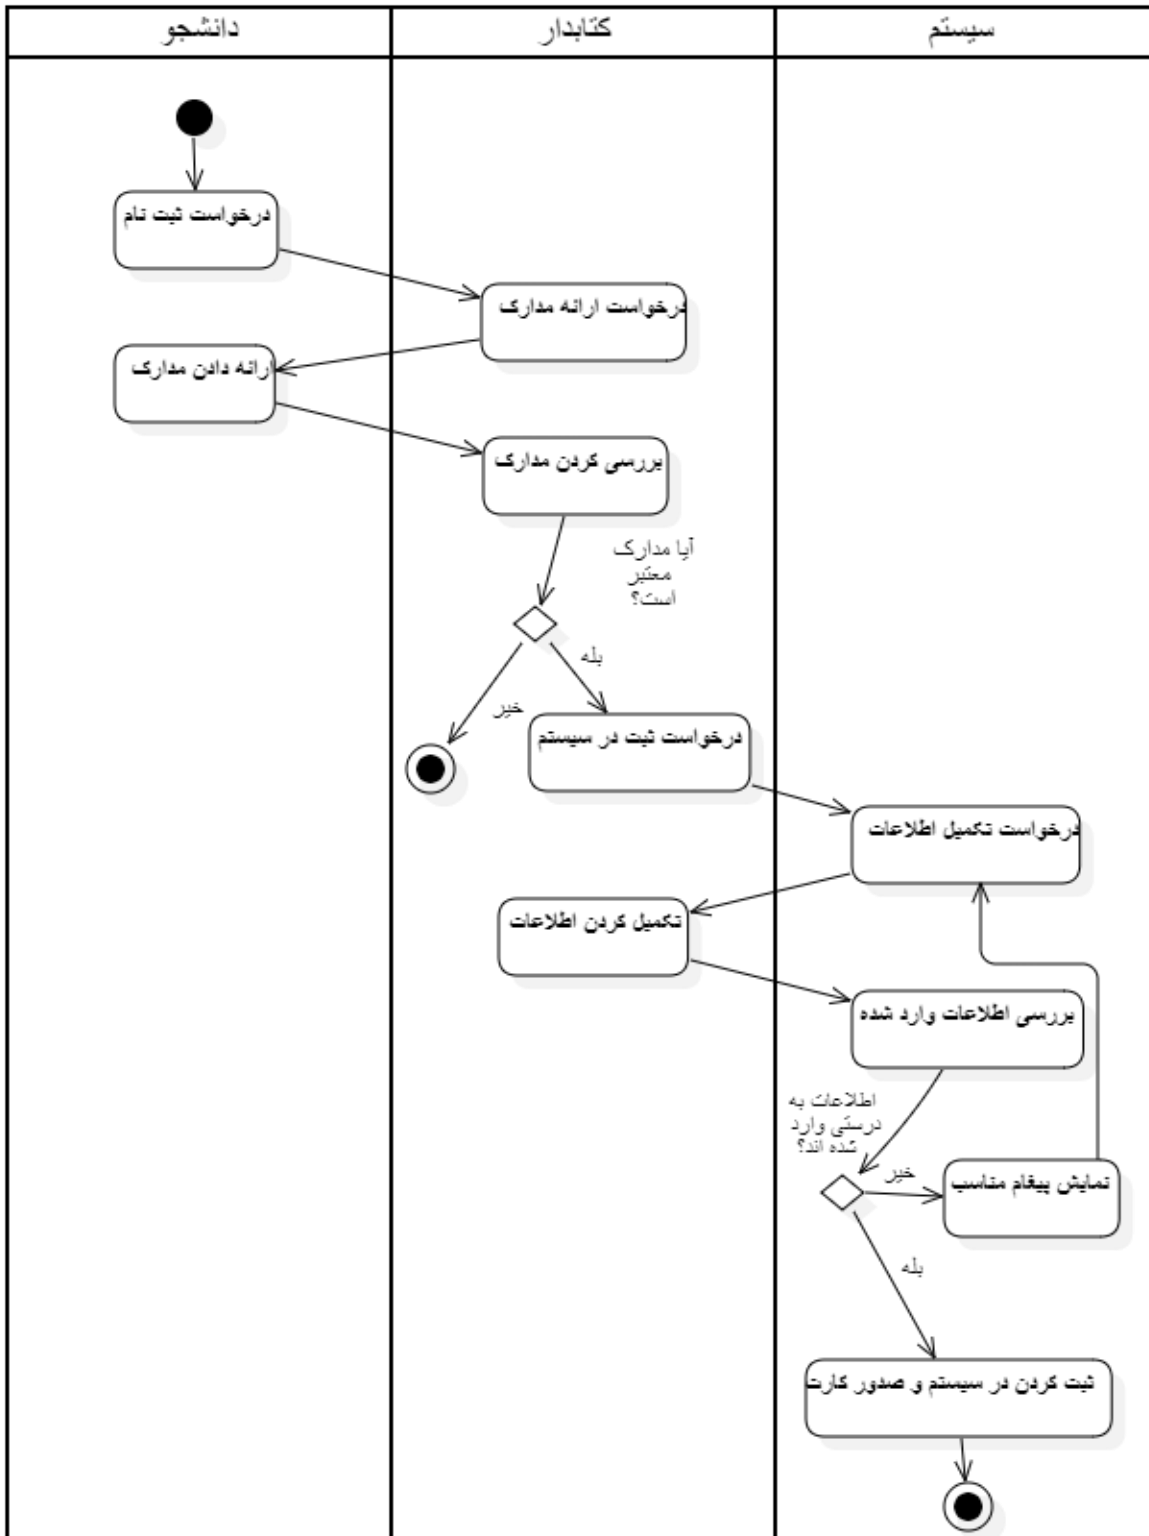 دانشجو
کتابدار
سیستم
درخواست ثبت نام
درخواست ارائه مدارک
ارائه دادن مدارک
بررسی کردن مدارک
آیا مدارک
معتبر
است؟
بله
خیر
درخواست ثبت در سیستم
درخواست تکمیل اطلاعات
تکمیل کردن اطلاعات
بررسی اطلاعات وارد شده
اطلاعات به
درستی وارد
شده اند؟
خیر
نمایش پیغام مناسب
بله
ثبت کردن در سیستم و صدور کارت